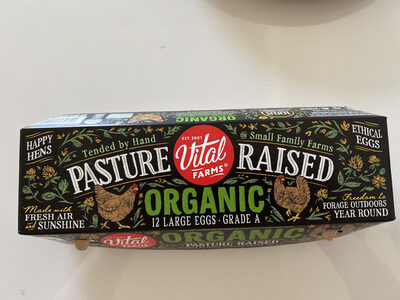 HAPPY
HENS
Tended by Hand
EST. 2007
Vital
FARMS®
@ Small Family Farms
ETHICAL
EGGS
PASTURE RAISED
ORGANIC
12 LARGE EGGS · GRADE A
Made with
FRESH AIR
and SUNSHINE
Freedom to
FORAGE OUTDOORS
YEAR ROUND
Vital
FARMS
ORGANIC
PASTURE-RAISED